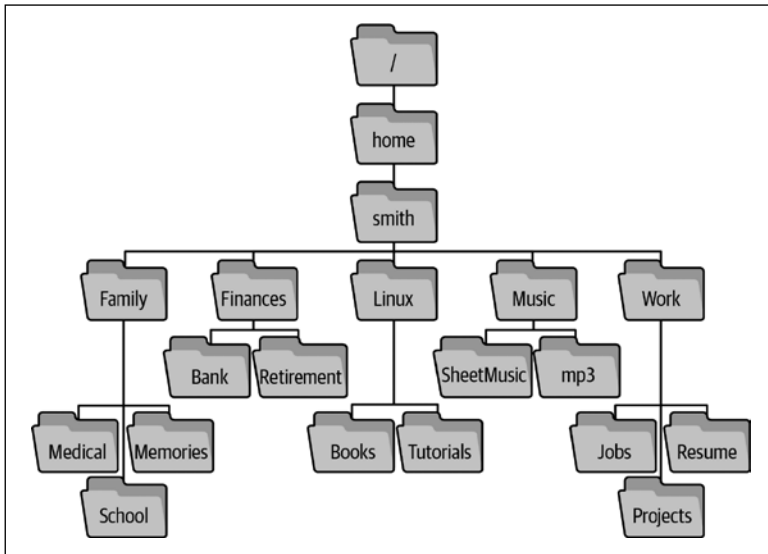 /
home
smith
Family
Finances
Linux
Music
Work
Bank
Retirement
SheetMusic
mp3
Medical
Memories
Books
Tutorials
Jobs
Resume
School
Projects